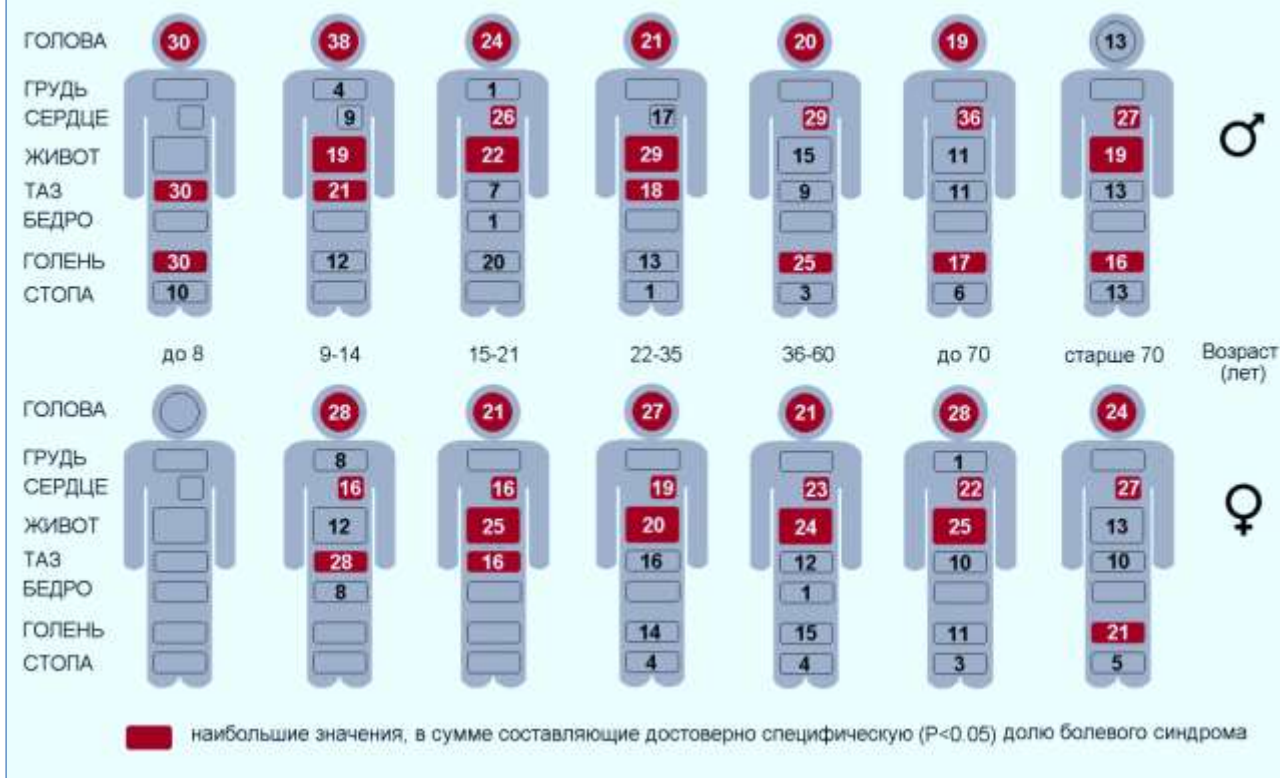 ГОЛОВА 30 38 24 21 20 19 13
ГРУДЬ 4 1
СЕРДЦЕ 9 26 17 29 36 27
ЖИВОТ 19 22 29 15 11 19
ТАЗ 30 21 7 18 9 11 13
БЕДРО 1
ГОЛЕНЬ 30 12 20 13 25 17 16
СТОПА 10 1 3 6 13
до 8 9-14 15-21 22-35 36-60 до 70 старше 70 Возраст
(лет)
ГОЛОВА 28 21 27 21 28 24
ГРУДЬ 8 1
СЕРДЦЕ 16 16 19 23 22 27
ЖИВОТ 12 25 20 24 25 13
ТАЗ 28 16 16 12 10 10
БЕДРО 8 1
ГОЛЕНЬ 14 15 11 21
СТОПА 4 4 3 5
наибольшие значения, в сумме составляющие достоверно специфическую (P<0.05) долю болевого синдрома